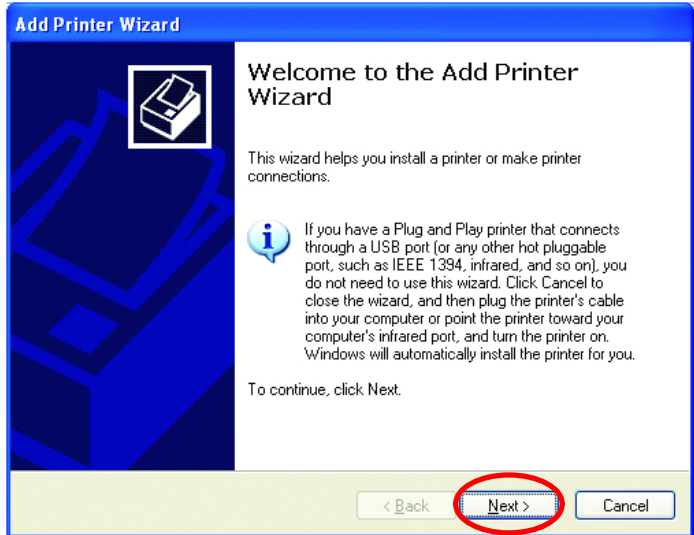 Add Printer Wizard
Welcome to the Add Printer
Wizard
This wizard helps you install a printer or make printer
connections.
If you have a Plug and Play printer that connects
through a USB port (or any other hot pluggable
port, such as IEEE 1394, infrared, and so on), you
do not need to use this wizard. Click Cancel to
close the wizard, and then plug the printer's cable
into your computer or point the printer toward your
computer's infrared port, and turn the printer on.
Windows will automatically install the printer for you.
To continue, click Next.
< Back Next > Cancel